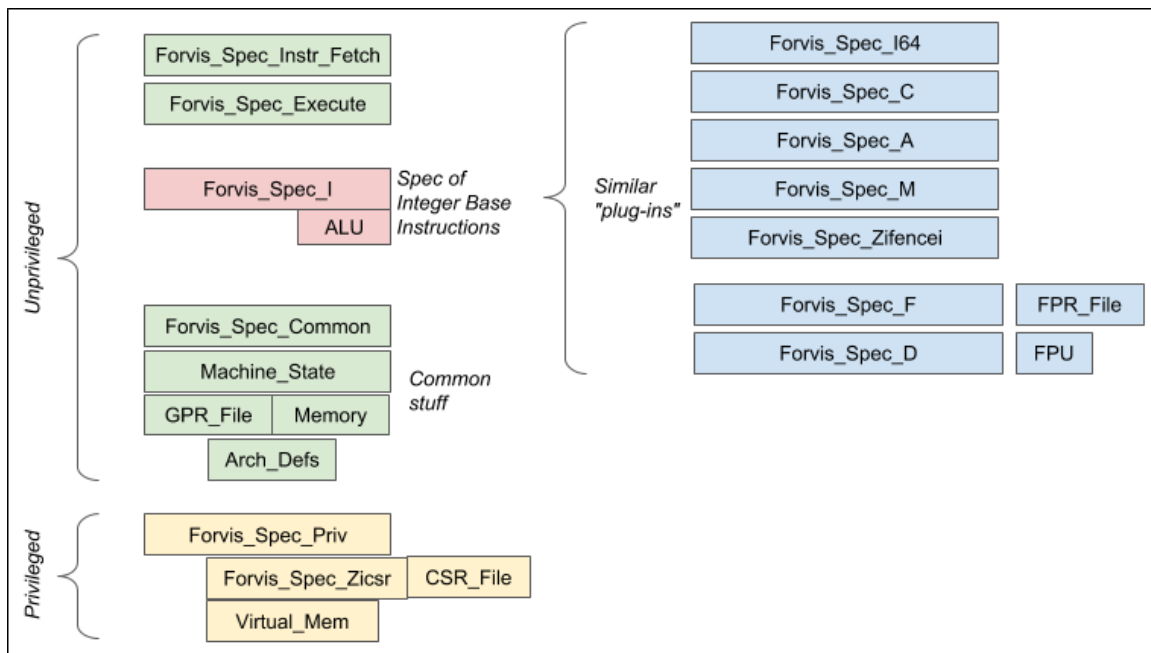 Unprivileged
Forvis_Spec_Instr_Fetch
Forvis_Spec_Execute
Forvis_Spec_I
ALU
Spec of
Integer Base
Instructions
Forvis_Spec_Common
Machine_State
GPR_File
Memory
Arch_Defs
Common
stuff
Similar
"plug-ins"
Forvis_Spec_I64
Forvis_Spec_C
Forvis_Spec_A
Forvis_Spec_M
Forvis_Spec_Zifencei
Forvis_Spec_F
FPR_File
Forvis_Spec_D
FPU
Privileged
Forvis_Spec_Priv
Forvis_Spec_Zicsr
CSR_File
Virtual_Mem